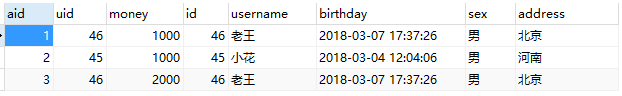 aid uid money id username birthday sex address
1 46 1000 46 老王 2018-03-07 17:37:26 男 北京
2 45 1000 45 小花 2018-03-04 12:04:06 男 河南
3 46 2000 46 老王 2018-03-07 17:37:26 男 北京